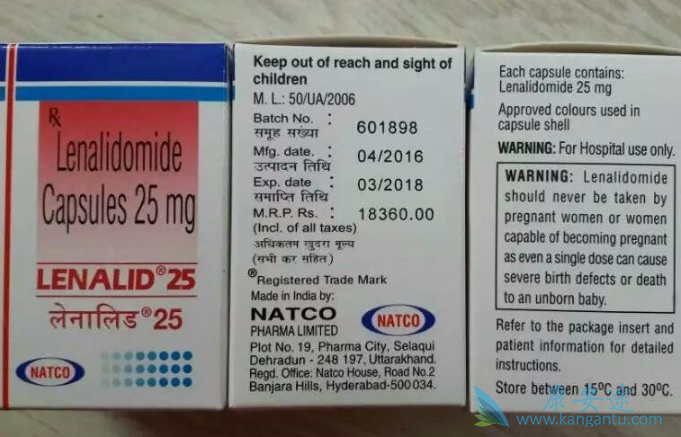 Rx
Lenalidomide
Capsules 25 mg
LENALID® 25
लेनालिड® 25
NATCO
Keep out of reach and sight of
children
M. L.: 50/UA/2006
Batch No. : 601898
समूह संख्या
Mfg. date. : 04/2016
उत्पादन तिथि
Exp. date : 03/2018
समाप्ति तिथि
M.R.P. Rs. : 18360.00
(Incl. of all taxes)
अधिकतम खुदरा मूल्य
(सभी कर सहित)
®Registered Trade Mark
Made in India by:
NATCO
PHARMA LIMITED
NATCO
Plot No. 19, Pharma City, Selaqui
Dehradun - 248 197, Uttarakhand.
Regd. Office: Natco House, Road No.2
Banjara Hills, Hyderabad-500 034.
Each capsule contains:
Lenalidomide 25 mg
Approved colours used in
capsule shell
WARNING: For Hospital use only.
WARNING: Lenalidomide
should never be taken by
pregnant women or women
capable of becoming pregnant
as even a single dose can cause
severe birth defects or death
to an unborn baby.
Refer to the package insert and
patient information for detailed
instructions.
Store between 15ºC and 30ºC.
康安途
www.kangantu.com